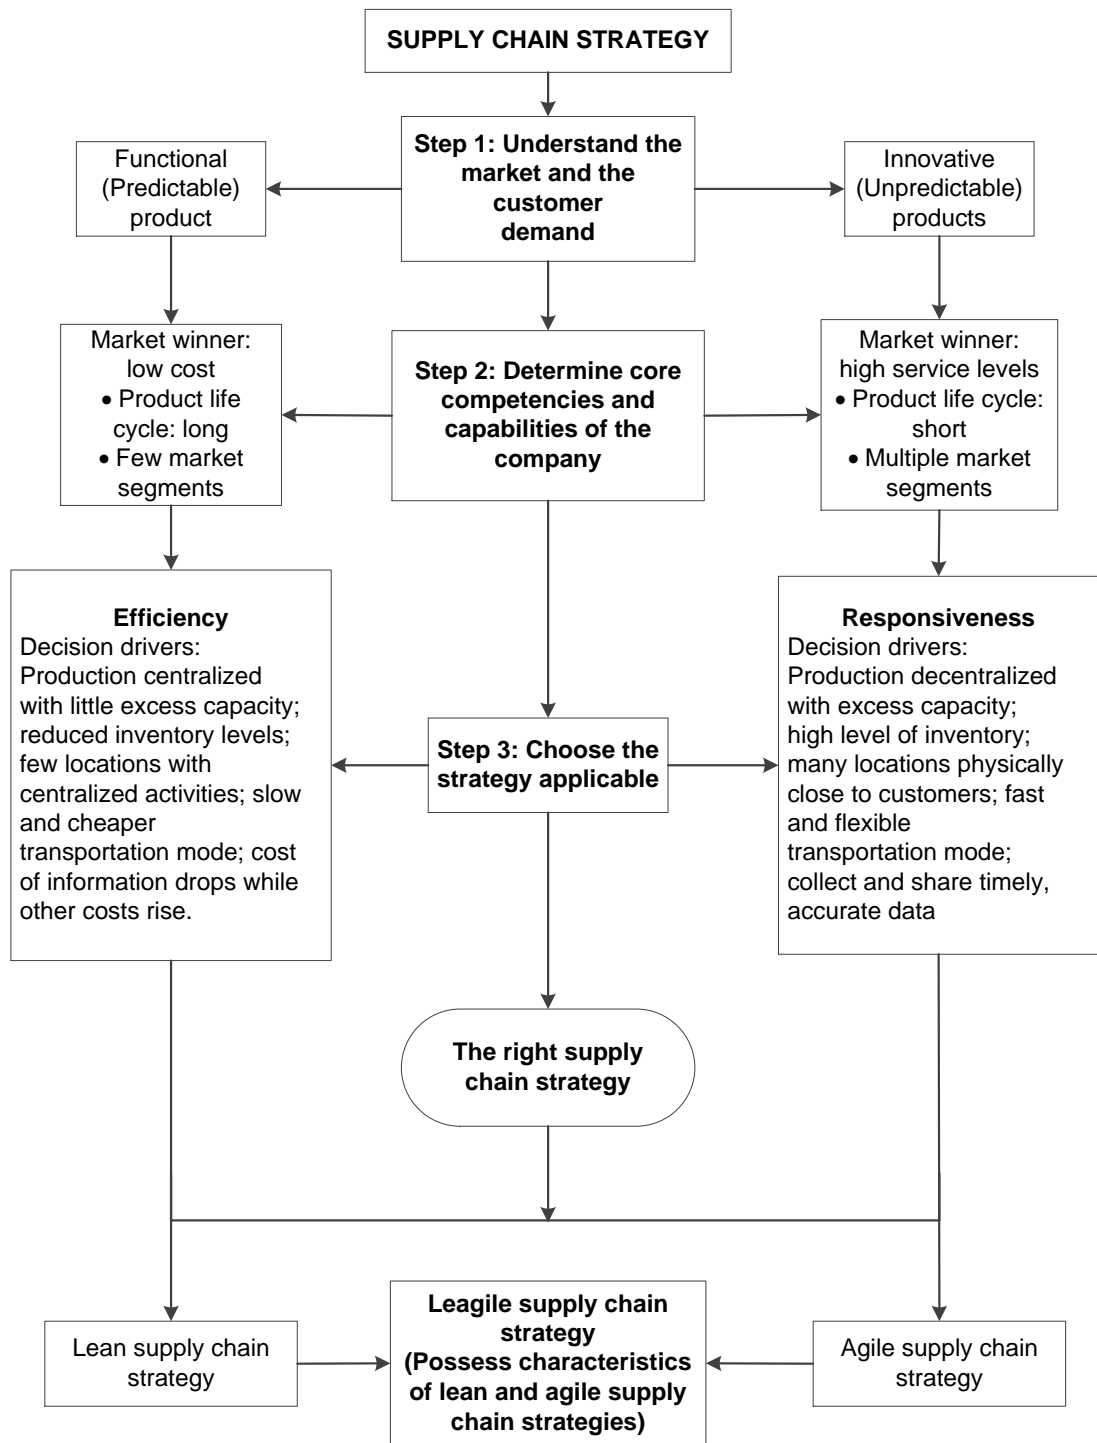 SUPPLY CHAIN STRATEGY
Step 1: Understand the
market and the
customer
demand
Functional
(Predictable)
product
Innovative
(Unpredictable)
products
Market winner:
low cost
• Product life
cycle: long
• Few market
segments
Step 2: Determine core
competencies and
capabilities of the
company
Market winner:
high service levels
• Product life cycle:
short
• Multiple market
segments
Efficiency
Decision drivers:
Production centralized
with little excess capacity;
reduced inventory levels;
few locations with
centralized activities; slow
and cheaper
transportation mode; cost
of information drops while
other costs rise.
Step 3: Choose the
strategy applicable
Responsiveness
Decision drivers:
Production decentralized
with excess capacity;
high level of inventory;
many locations physically
close to customers; fast
and flexible
transportation mode;
collect and share timely,
accurate data
The right supply
chain strategy
Lean supply chain
strategy
Leagile supply chain
strategy
(Possess characteristics
of lean and agile supply
chain strategies)
Agile supply chain
strategy